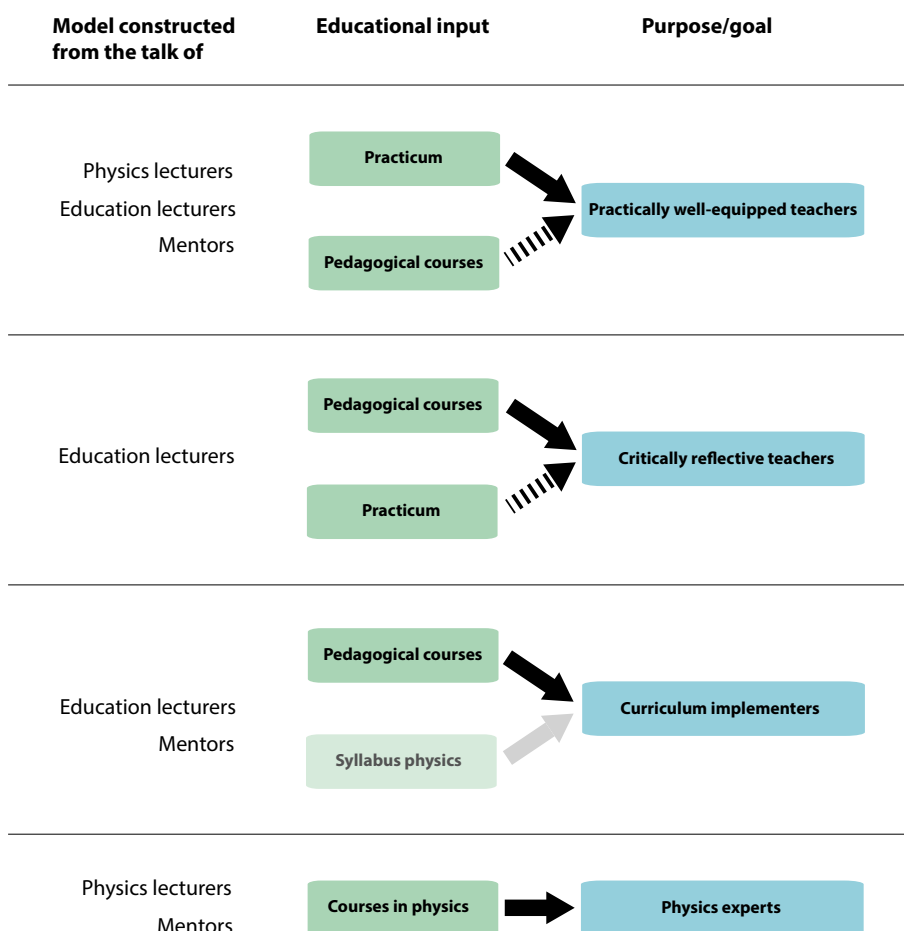 Model constructed
from the talk of
Educational input
Purpose/goal
Physics lecturers
Education lecturers
Mentors
Practicum
Pedagogical courses
Practically well-equipped teachers
Education lecturers
Pedagogical courses
Practicum
Critically reflective teachers
Education lecturers
Mentors
Pedagogical courses
Syllabus physics
Curriculum implementers
Physics lecturers
Mentors
Courses in physics
Physics experts